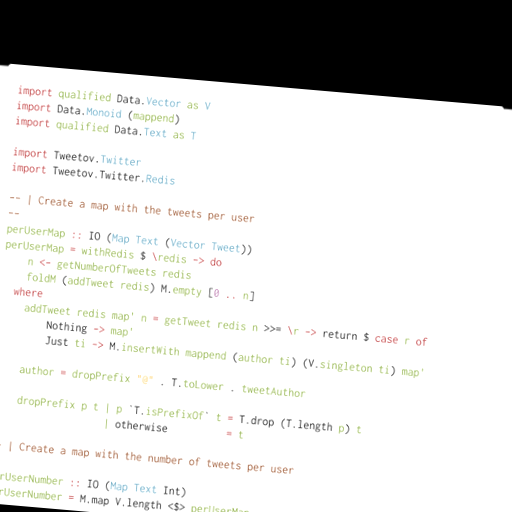 import qualified Data.Vector as V
import Data.Monoid (mappend)
import qualified Data.Text as T
import Tweetov.Twitter
import Tweetov.Twitter.Redis
-- | Create a map with the tweets per user
--
perUserMap :: IO (Map Text (Vector Tweet))
perUserMap = withRedis $ \redis -> do
    n <- getNumberOfTweets redis
    foldM (addTweet redis) M.empty [0 .. n]
  where
    addTweet redis map' n = getTweet redis n >>= \r -> return $ case r of
        Nothing -> map'
        Just ti -> M.insertWith mappend (author ti) (V.singleton ti) map'
    author = dropPrefix "@" . T.toLower . tweetAuthor
    dropPrefix p t | p `T.isPrefixOf` t = T.drop (T.length p) t
                   | otherwise          = t
- | Create a map with the number of tweets per user
rUserNumber :: IO (Map Text Int)
rUserNumber = M.map V.length <$> perUserMap